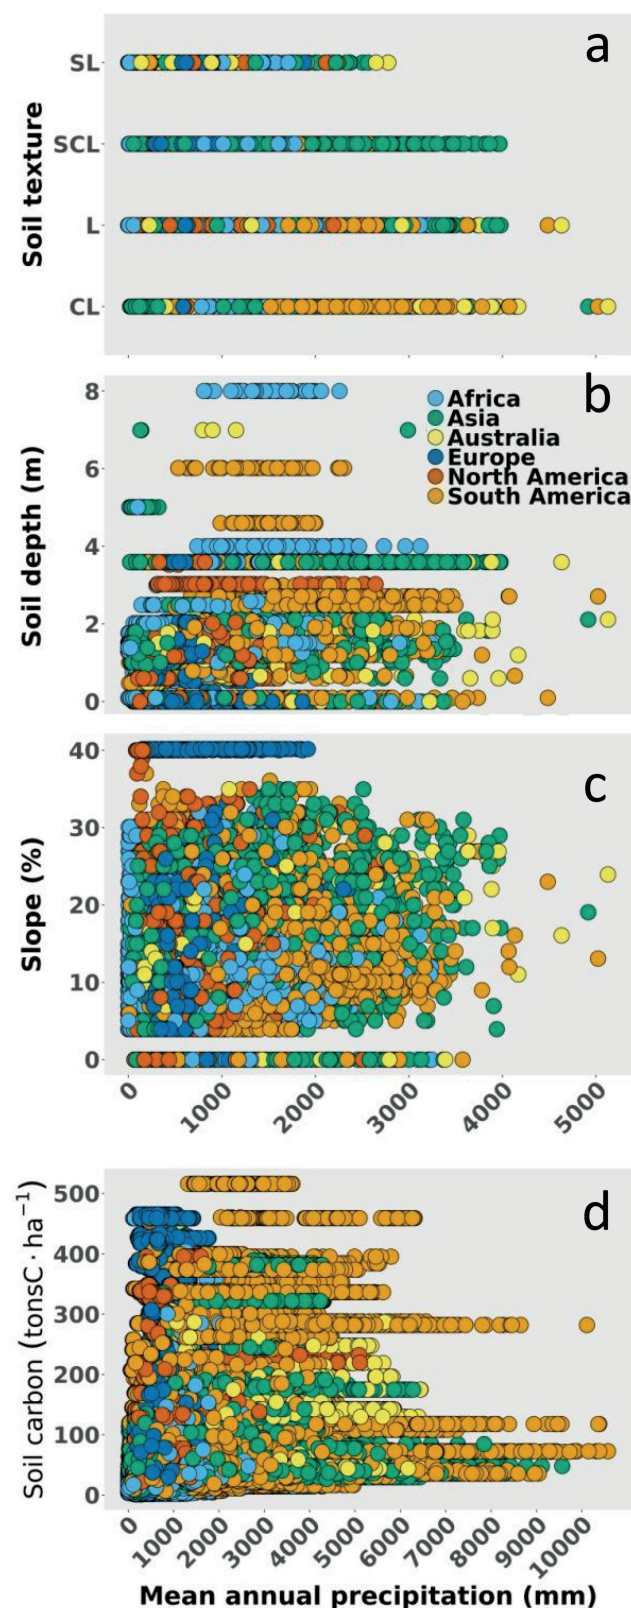 a
Soil texture
SL
SCL
L
CL
b
Soil depth (m)
8
6
4
2
0
Africa
Asia
Australia
Europe
North America
South America
c
Slope (%)
40
30
20
10
0
0 1000 2000 3000 4000 5000
d
Soil carbon (tonsC · ha⁻¹)
500
400
300
200
100
0
0 1000 2000 3000 4000 5000 6000 7000 8000 9000 10000
Mean annual precipitation (mm)